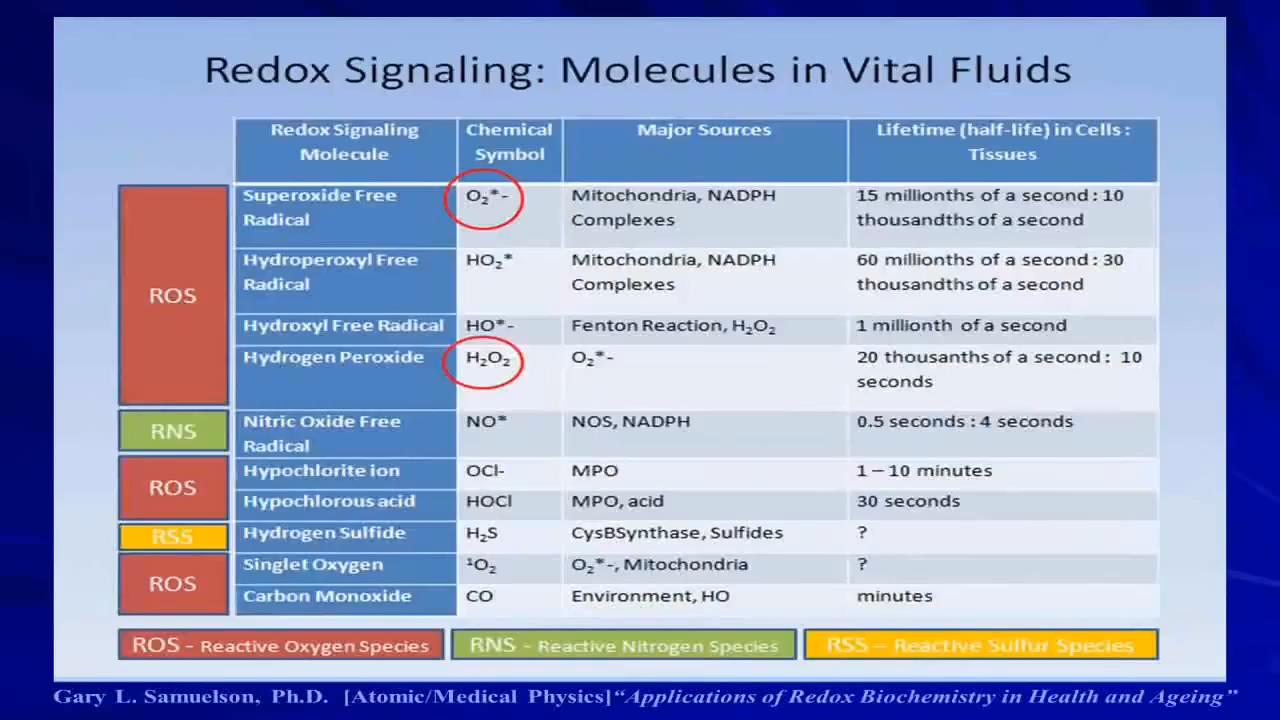 Redox Signaling: Molecules in Vital Fluids
Redox Signaling Molecule | Chemical Symbol | Major Sources | Lifetime (half-life) in Cells : Tissues
ROS
Superoxide Free Radical | O₂*- | Mitochondria, NADPH Complexes | 15 millionths of a second : 10 thousandths of a second
Hydroperoxyl Free Radical | HO₂* | Mitochondria, NADPH Complexes | 60 millionths of a second : 30 thousandths of a second
Hydroxyl Free Radical | HO*- | Fenton Reaction, H₂O₂ | 1 millionth of a second
Hydrogen Peroxide | H₂O₂ | O₂*- | 20 thousanths of a second : 10 seconds
RNS
Nitric Oxide Free Radical | NO* | NOS, NADPH | 0.5 seconds : 4 seconds
ROS
Hypochlorite ion | OCl- | MPO | 1 – 10 minutes
Hypochlorous acid | HOCl | MPO, acid | 30 seconds
RSS
Hydrogen Sulfide | H₂S | CysBSynthase, Sulfides | ?
ROS
Singlet Oxygen | ¹O₂ | O₂*-, Mitochondria | ?
Carbon Monoxide | CO | Environment, HO | minutes
ROS - Reactive Oxygen Species
RNS - Reactive Nitrogen Species
RSS – Reactive Sulfur Species
Gary L. Samuelson, Ph.D. [Atomic/Medical Physics] “Applications of Redox Biochemistry in Health and Ageing”